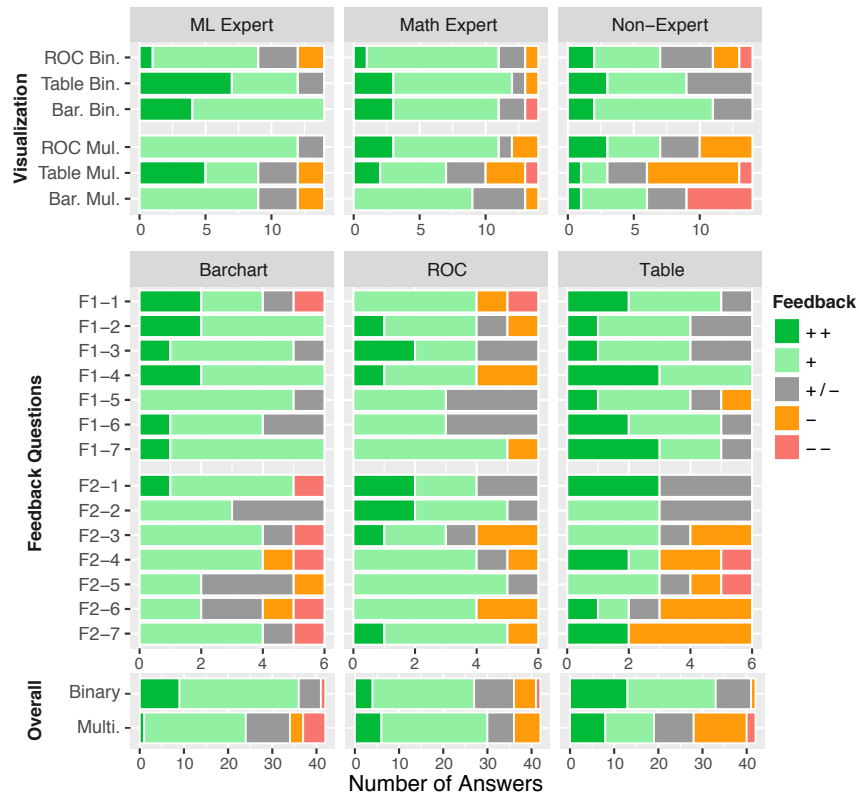 ML Expert Math Expert Non−Expert
Visualization
ROC Bin.
Table Bin.
Bar. Bin.
ROC Mul.
Table Mul.
Bar. Mul.
0 5 10 0 5 10 0 5 10
Barchart ROC Table
Feedback Questions
F1−1
F1−2
F1−3
F1−4
F1−5
F1−6
F1−7
F2−1
F2−2
F2−3
F2−4
F2−5
F2−6
F2−7
0 2 4 6 0 2 4 6 0 2 4 6
Feedback
++
+
+/−
−
−−
Overall
Binary
Multi.
0 10 20 30 40 0 10 20 30 40 0 10 20 30 40
Number of Answers